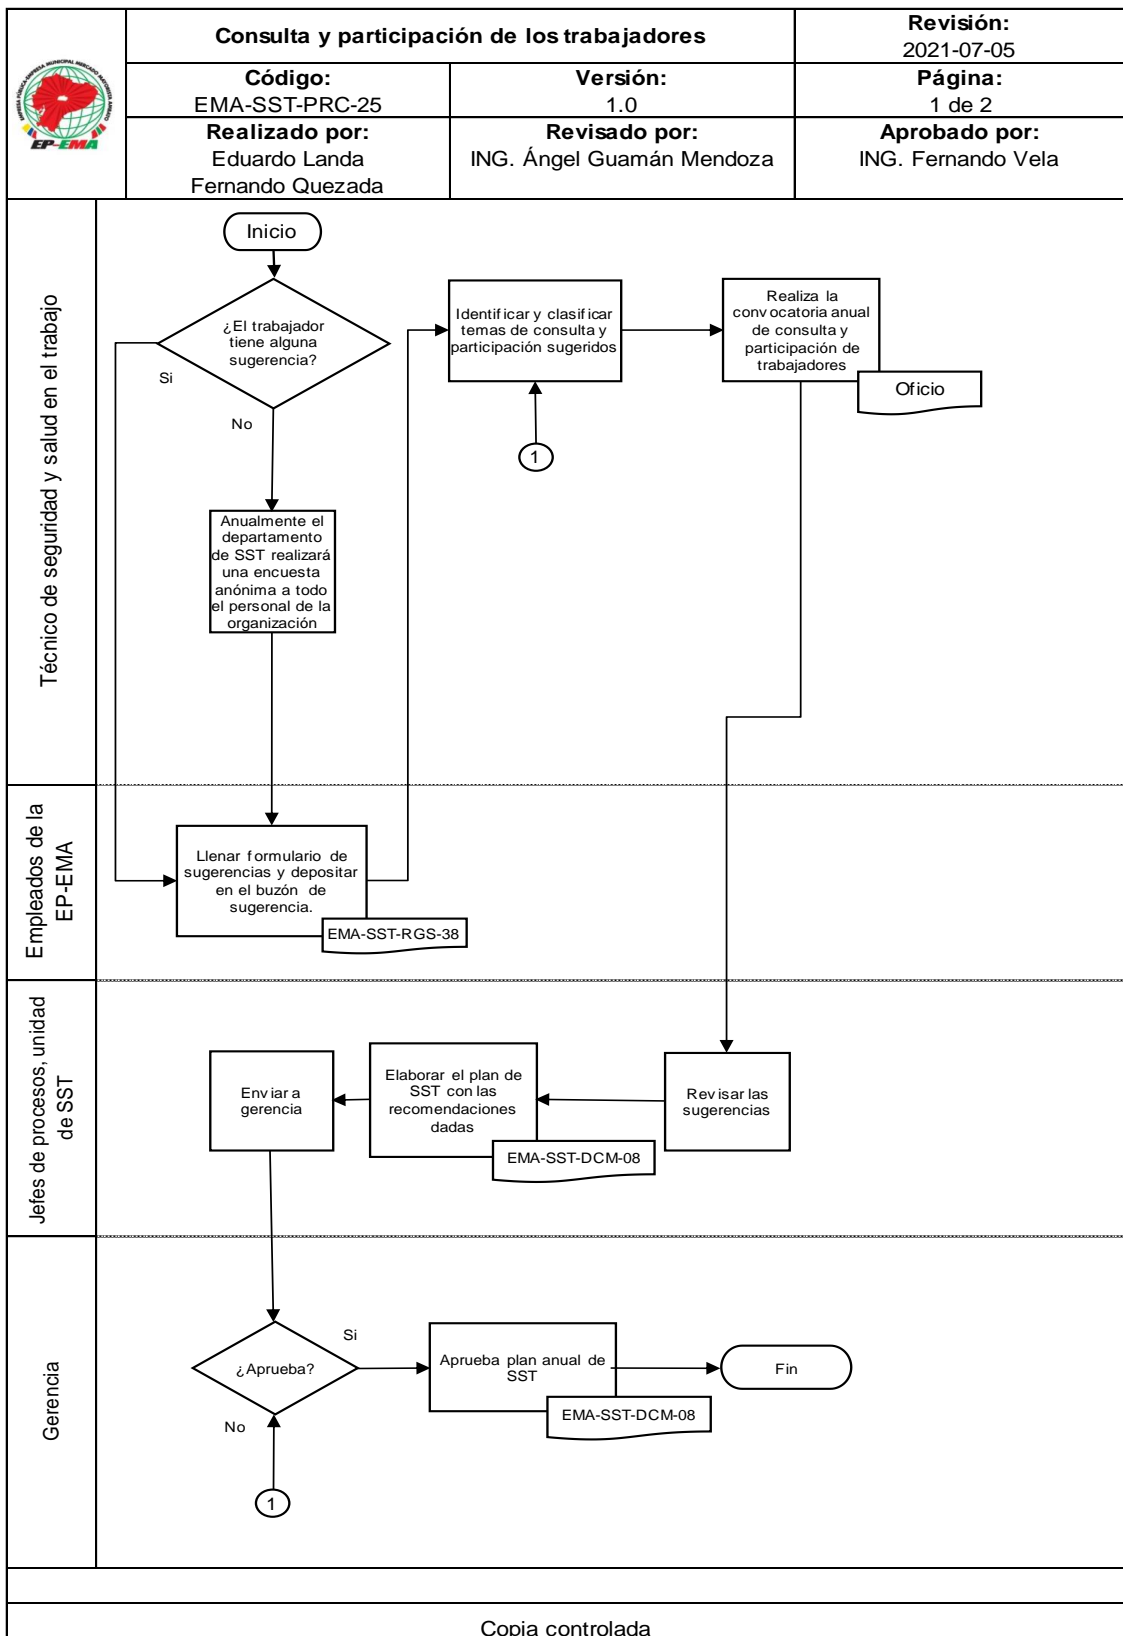 Consulta y participación de los trabajadores
Revisión:
2021-07-05
Código:
EMA-SST-PRC-25
Versión:
1.0
Página:
1 de 2
Realizado por:
Eduardo Landa
Fernando Quezada
Revisado por:
ING. Ángel Guamán Mendoza
Aprobado por:
ING. Fernando Vela
EMPRESA PÚBLICA-EMPRESA MUNICIPAL MERCADO MAYORISTA AMBATO
EP-EMA
Técnico de seguridad y salud en el trabajo
Inicio
¿El trabajador
tiene alguna
sugerencia?
Si
No
Anualmente el
departamento
de SST realizará
una encuesta
anónima a todo
el personal de la
organización
Identificar y clasificar
temas de consulta y
participación sugeridos
1
Realiza la
convocatoria anual
de consulta y
participación de
trabajadores
Oficio
Empleados de la
EP-EMA
Llenar formulario de
sugerencias y depositar
en el buzón de
sugerencia.
EMA-SST-RGS-38
Jefes de procesos, unidad
de SST
Enviar a
gerencia
Elaborar el plan de
SST con las
recomendaciones
dadas
EMA-SST-DCM-08
Revisar las
sugerencias
Gerencia
¿Aprueba?
Si
No
1
Aprueba plan anual de
SST
EMA-SST-DCM-08
Fin
Copia controlada